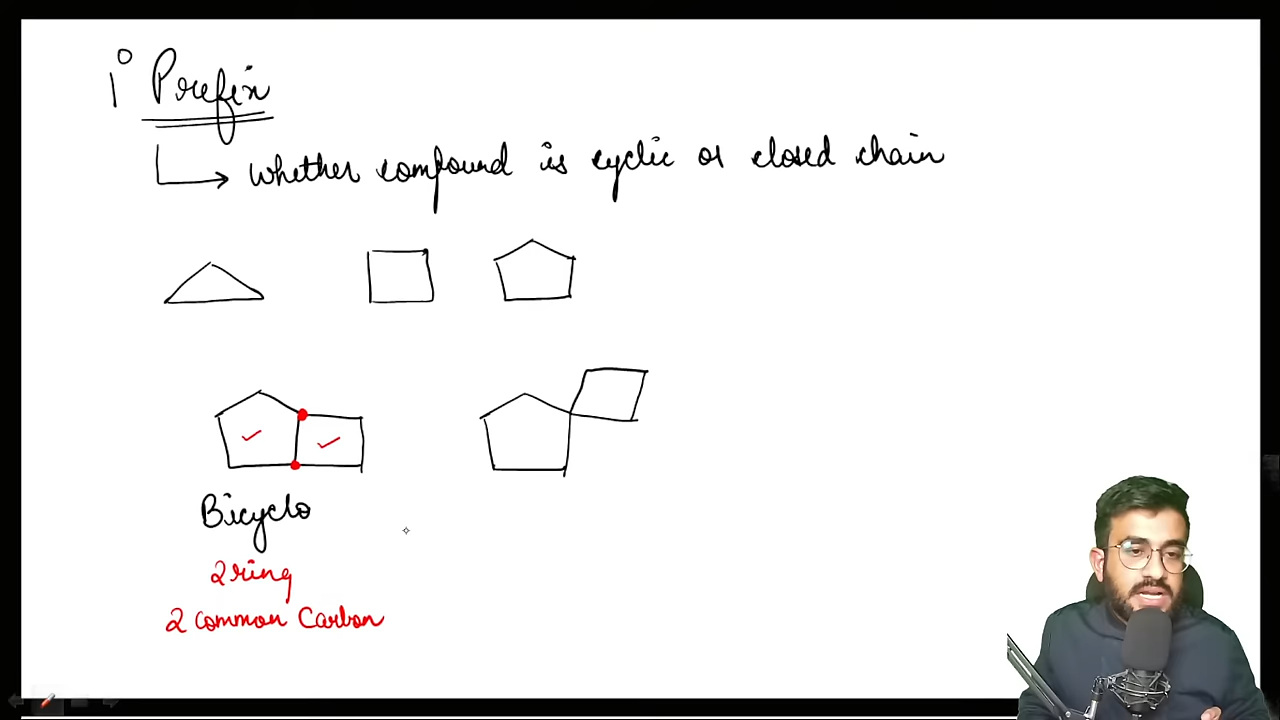 1° Prefix
whether compound is cyclic or closed chain
Bicyclo
2 ring
2 common Carbon